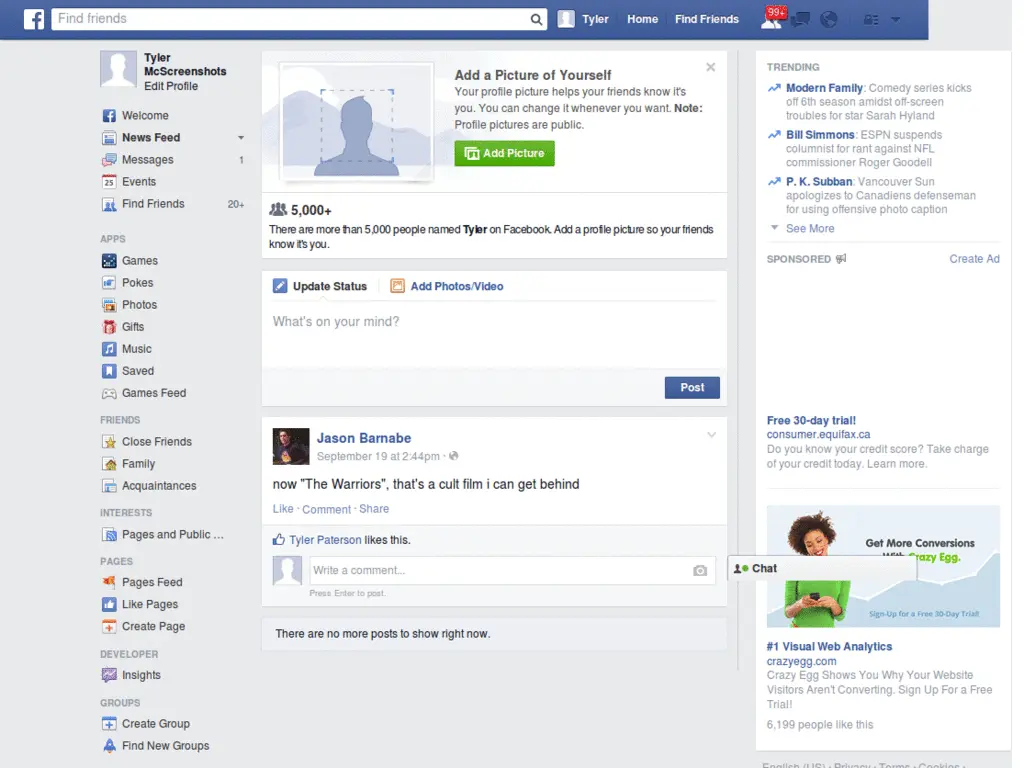 Find friends
Tyler
Home
Find Friends
99+
Tyler
McScreenshots
Edit Profile
Welcome
News Feed
Messages 1
25
Events
Find Friends 20+
APPS
Games
Pokes
Photos
Gifts
Music
Saved
Games Feed
FRIENDS
Close Friends
Family
Acquaintances
INTERESTS
Pages and Public ...
PAGES
Pages Feed
Like Pages
Create Page
DEVELOPER
Insights
GROUPS
Create Group
Find New Groups
Add a Picture of Yourself
Your profile picture helps your friends know it's
you. You can change it whenever you want. Note:
Profile pictures are public.
Add Picture
5,000+
There are more than 5,000 people named Tyler on Facebook. Add a profile picture so your friends
know it's you.
Update Status
Add Photos/Video
What's on your mind?
Post
Jason Barnabe
September 19 at 2:44pm ·
now "The Warriors", that's a cult film i can get behind
Like · Comment · Share
Tyler Paterson likes this.
Write a comment...
Press Enter to post.
There are no more posts to show right now.
TRENDING
Modern Family: Comedy series kicks
off 6th season amidst off-screen
troubles for star Sarah Hyland
Bill Simmons: ESPN suspends
columnist for rant against NFL
commissioner Roger Goodell
P. K. Subban: Vancouver Sun
apologizes to Canadiens defenseman
for using offensive photo caption
See More
SPONSORED
Create Ad
Free 30-day trial!
consumer.equifax.ca
Do you know your credit score? Take charge
of your credit today. Learn more.
Get More Conversions
With Crazy Egg.
Chat
Sign-Up for a Free 30-Day Trial!
#1 Visual Web Analytics
crazyegg.com
Crazy Egg Shows You Why Your Website
Visitors Aren't Converting. Sign Up For a Free
Trial!
6,199 people like this
English (US) · Privacy · Terms · Cookies ·